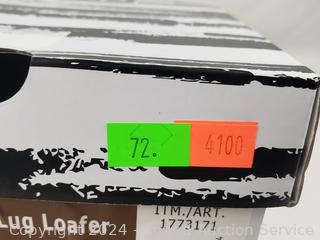 72.
4100
Lug Loafer
ITM./ART.
1773171
Copyright 2024 - Auction Service